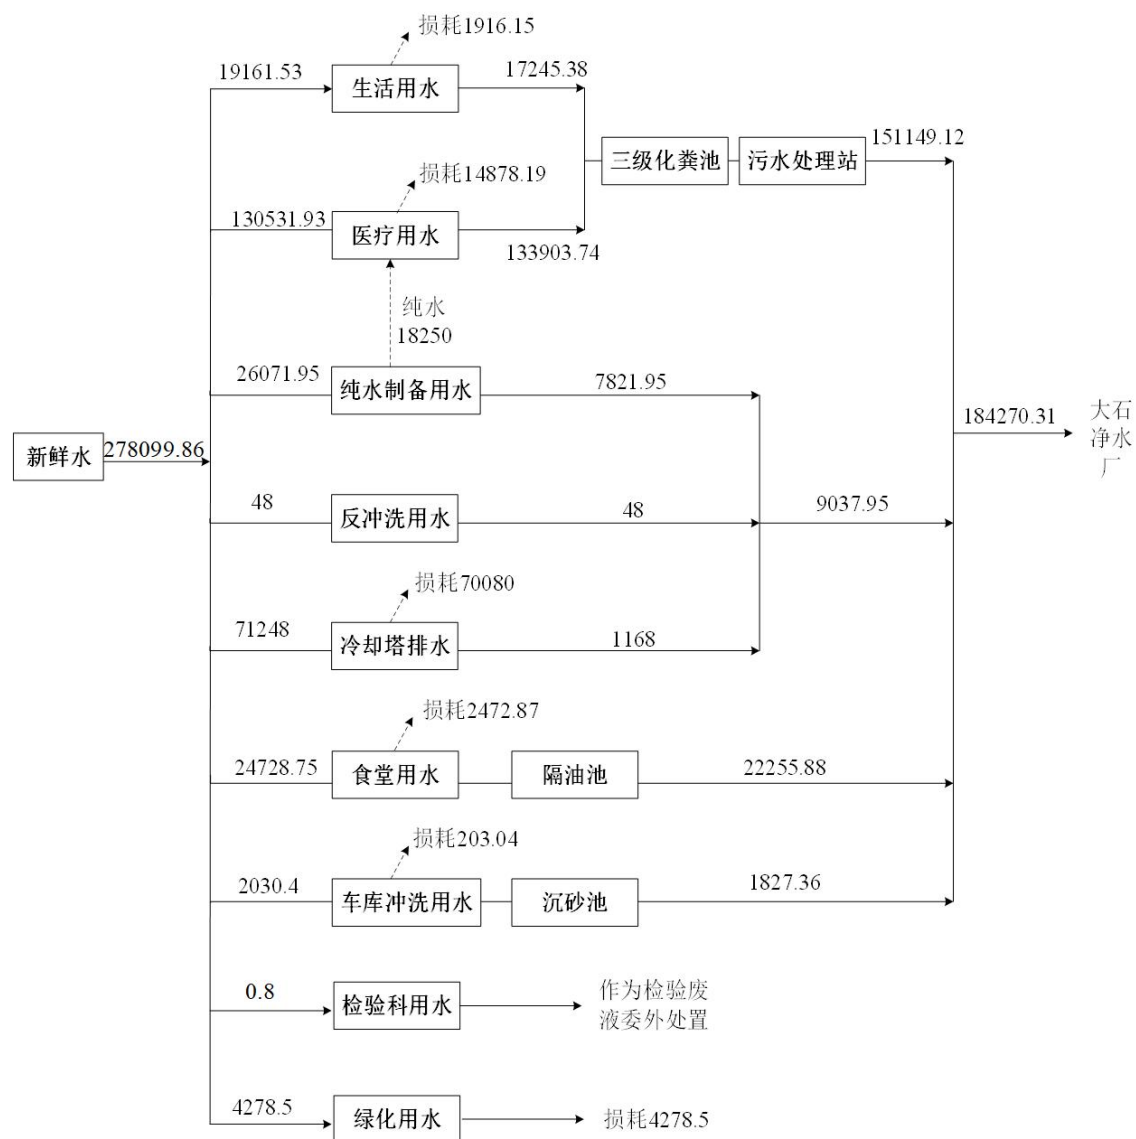 损耗1916.15
19161.53
生活用水
17245.38
三级化粪池
污水处理站
151149.12
损耗14878.19
130531.93
医疗用水
133903.74
纯水
18250
26071.95
纯水制备用水
7821.95
新鲜水
278099.86
184270.31
大石
净水
厂
48
反冲洗用水
48
9037.95
损耗70080
71248
冷却塔排水
1168
损耗2472.87
24728.75
食堂用水
隔油池
22255.88
损耗203.04
2030.4
车库冲洗用水
沉砂池
1827.36
0.8
检验科用水
作为检验废
液委外处置
4278.5
绿化用水
损耗4278.5